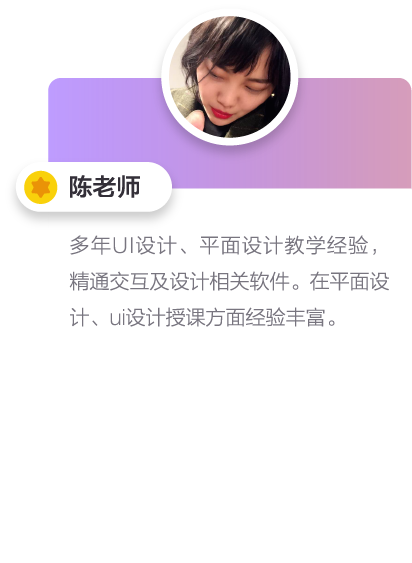 陈老师
多年UI设计、平面设计教学经验，
精通交互及设计相关软件。在平面设
计、ui设计授课方面经验丰富。